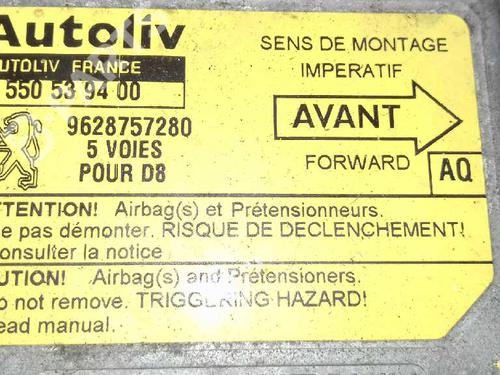 Autoliv
AUTOLIV FRANCE
550 53 94 00
9628757280
5 VOIES
POUR D8
SENS DE MONTAGE
IMPERATIF
AVANT
FORWARD
AQ
TTENTION! Airbag(s) et Prétensionneurs.
e pas démonter. RISQUE DE DECLENCHEMENT!
onsulter la notice
UTION! Airbag(s) and Pretensioners.
o not remove. TRIGGERING HAZARD!
ead manual.